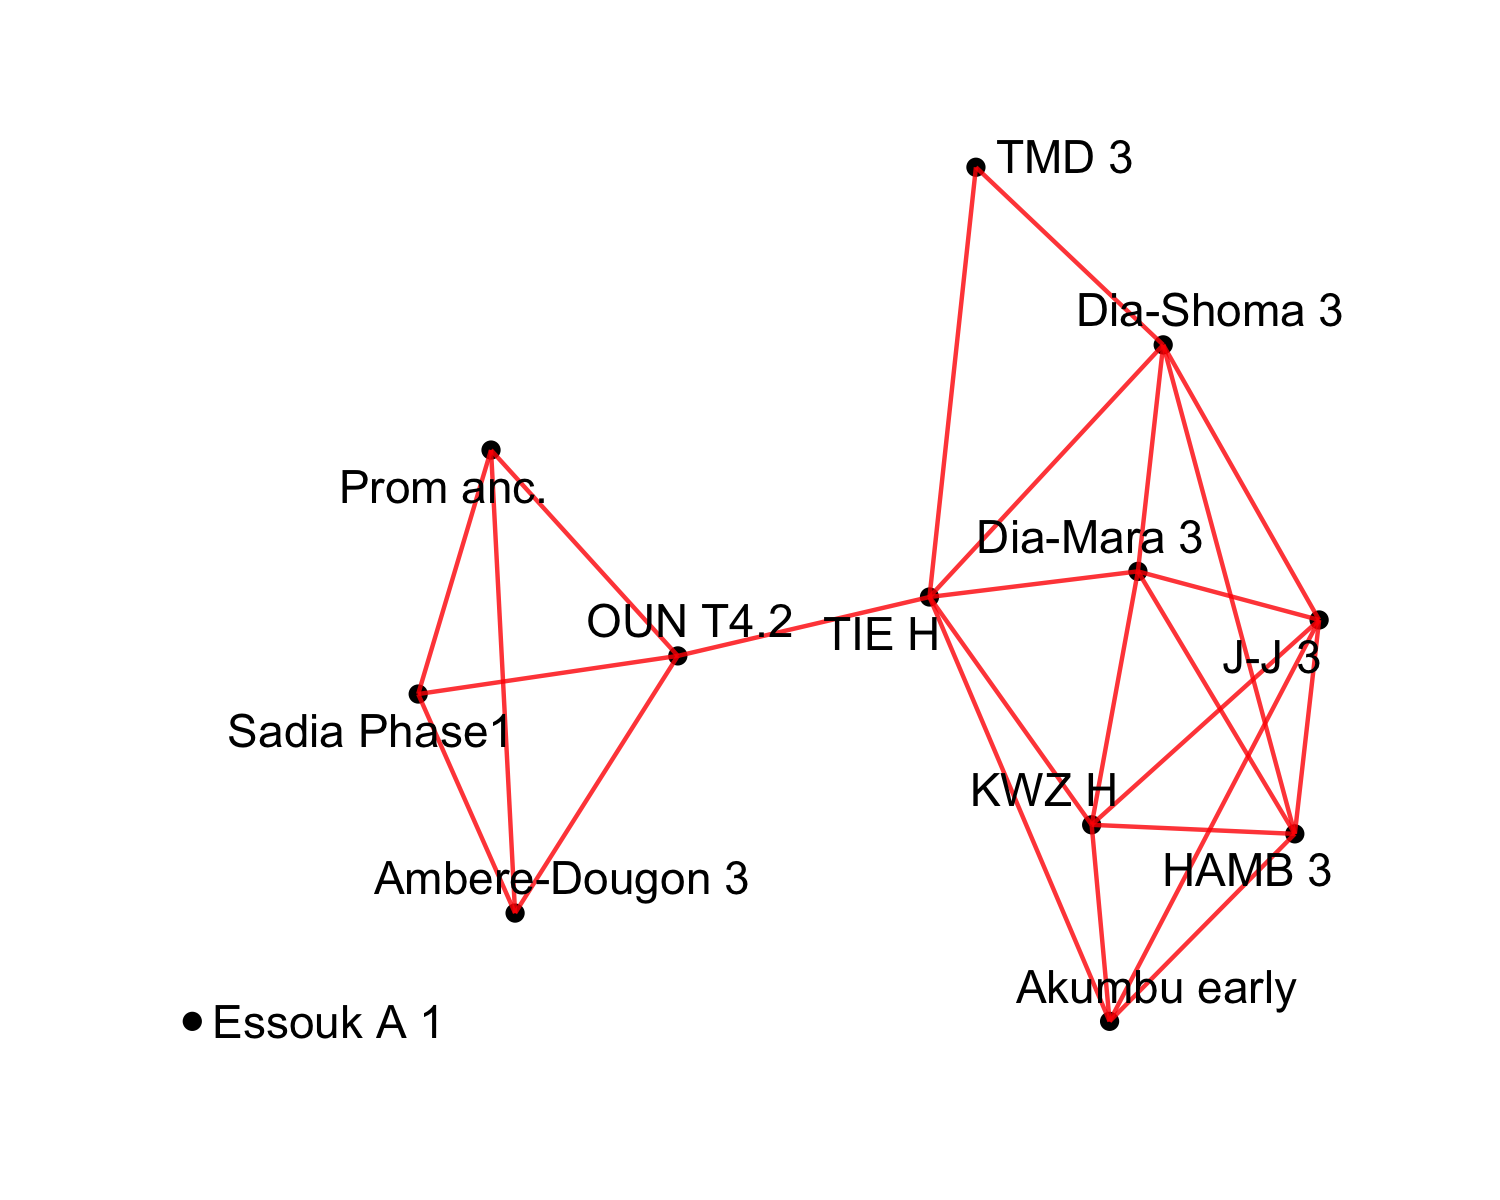 TMD 3
Dia-Shoma 3
Prom anc.
Dia-Mara 3
OUN T4.2
TIE H
J-J 3
Sadia Phase1
KWZ H
HAMB 3
Ambere-Dougon 3
Akumbu early
Essouk A 1